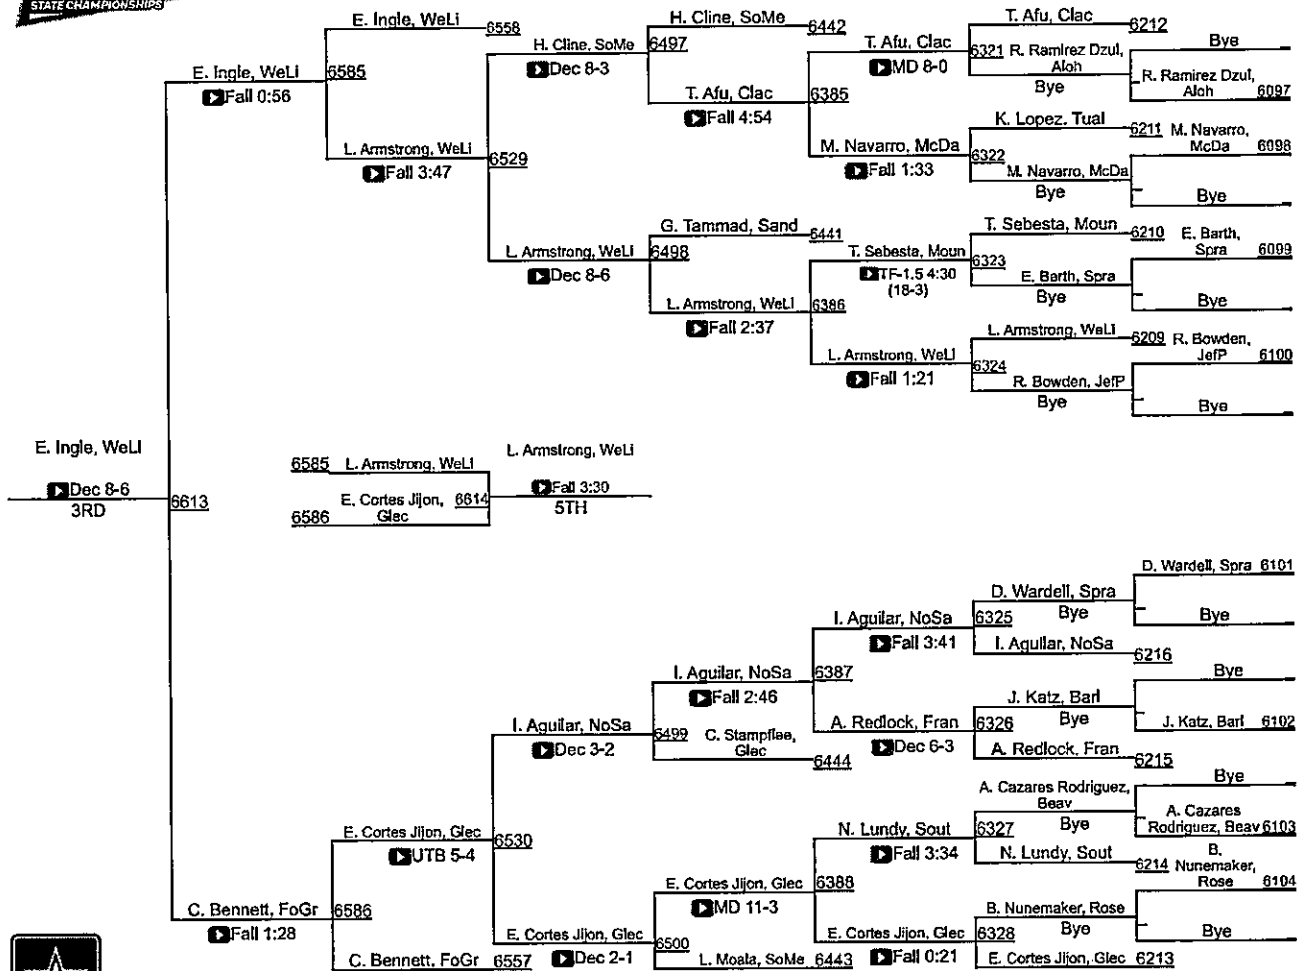 STATE CHAMPIONSHIPS
E. Ingle, WeLi
6558
H. Cline, SoMe
6442
T. Afu, Clac
6212
Bye
H. Cline, SoMe
6497
Dec 8-3
T. Afu, Clac
6321
MD 8-0
R. Ramirez Dzul,
Aloh
Bye
R. Ramirez Dzul,
Aloh 6097
E. Ingle, WeLi
6585
Fall 0:56
T. Afu, Clac
6385
Fall 4:54
K. Lopez, Tual
6211
M. Navarro,
McDa 6098
L. Armstrong, WeLi
6529
Fall 3:47
M. Navarro, McDa
6322
Fall 1:33
M. Navarro, McDa
Bye
Bye
G. Tammad, Sand
6441
T. Sebesta, Moun
6210
E. Barth,
Spra 6099
L. Armstrong, WeLi
6498
Dec 8-6
T. Sebesta, Moun
6323
TF-1.5 4:30
(18-3)
E. Barth, Spra
Bye
Bye
L. Armstrong, WeLi
6386
Fall 2:37
L. Armstrong, WeLi
6209
R. Bowden,
JefP 6100
L. Armstrong, WeLi
6324
Fall 1:21
R. Bowden, JefP
Bye
Bye
E. Ingle, WeLi
Dec 8-6
3RD
6613
6585 L. Armstrong, WeLi
L. Armstrong, WeLi
E. Cortes Jijon,
Glec
6614
6586
Fall 3:30
5TH
D. Wardell, Spra 6101
D. Wardell, Spra
Bye
Bye
I. Aguilar, NoSa
6325
Fall 3:41
I. Aguilar, NoSa
6216
I. Aguilar, NoSa
6387
Fall 2:46
Bye
J. Katz, Barl
Bye
J. Katz, Barl 6102
I. Aguilar, NoSa
6499
Dec 3-2
C. Stampflee,
Glec
6444
A. Redlock, Fran
6326
Dec 6-3
A. Redlock, Fran
6215
Bye
A. Cazares Rodriguez,
Beav
Bye
A. Cazares
Rodriguez, Beav 6103
E. Cortes Jijon, Glec
6530
UTB 5-4
N. Lundy, Sout
6327
Fall 3:34
N. Lundy, Sout
6214
B.
Nunemaker,
Rose 6104
E. Cortes Jijon, Glec
6388
MD 11-3
C. Bennett, FoGr
6586
Fall 1:28
B. Nunemaker, Rose
Bye
Bye
E. Cortes Jijon, Glec
6500
Dec 2-1
E. Cortes Jijon, Glec
6328
Fall 0:21
C. Bennett, FoGr 6557
L. Moala, SoMe 6443
E. Cortes Jijon, Glec 6213